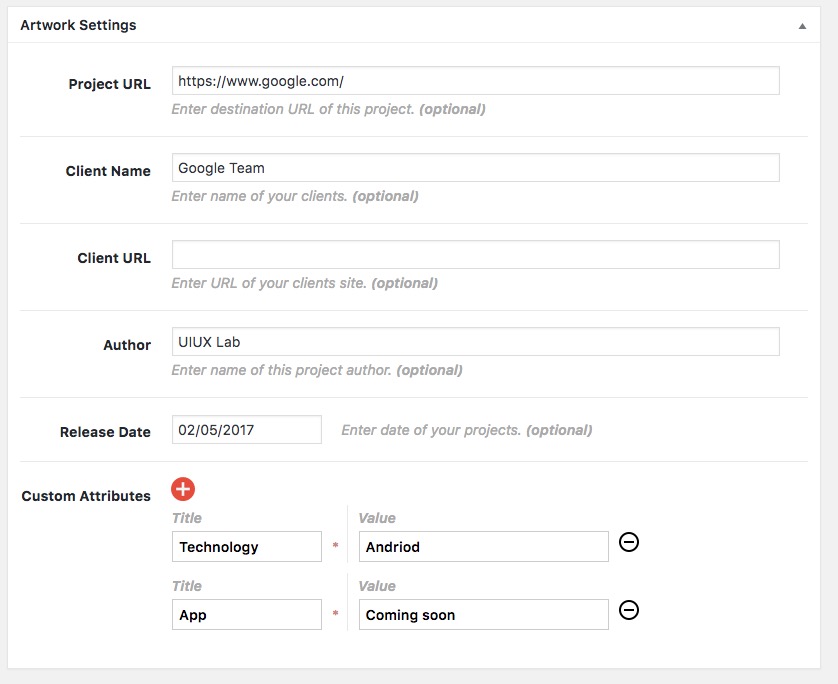 Artwork Settings
Project URL
https://www.google.com/
Enter destination URL of this project. (optional)
Client Name
Google Team
Enter name of your clients. (optional)
Client URL
Enter URL of your clients site. (optional)
Author
UIUX Lab
Enter name of this project author. (optional)
Release Date 02/05/2017 Enter date of your projects. (optional)
Custom Attributes
Title Value
Technology * Andriod
Title Value
App * Coming soon